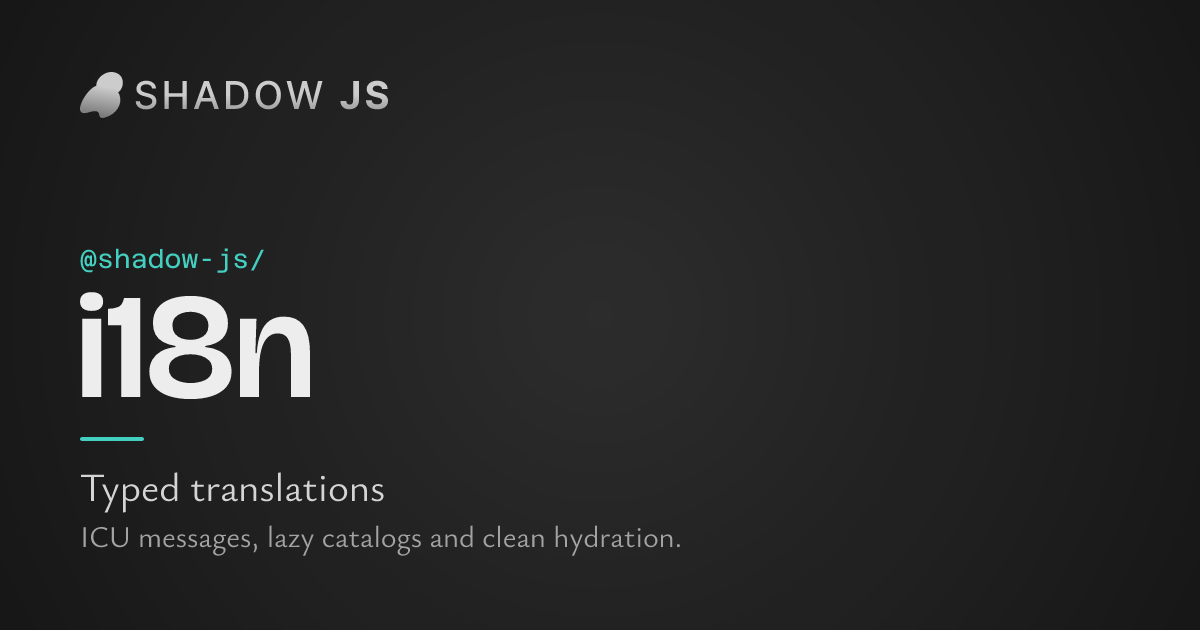 SHADOW JS
@shadow-js/
i18n
Typed translations
ICU messages, lazy catalogs and clean hydration.